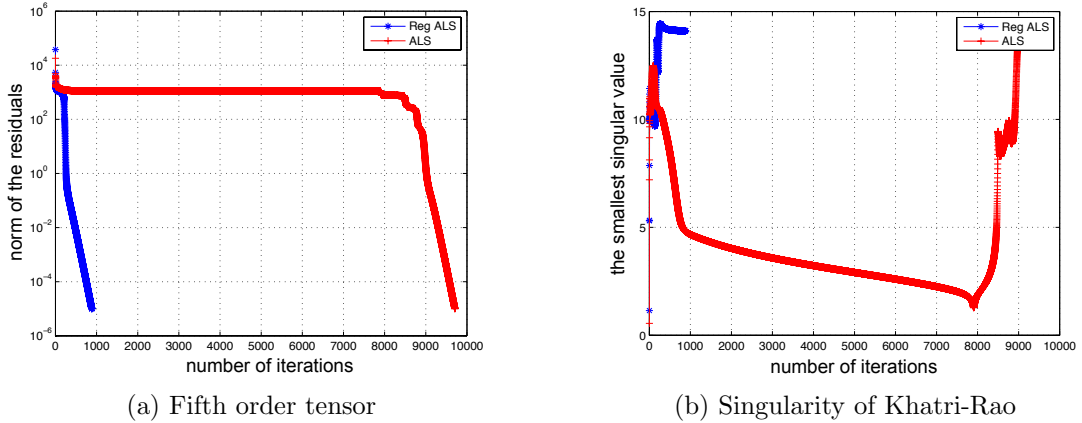 norm of the residuals
10^6
10^4
10^2
10^0
10^-2
10^-4
10^-6
0 1000 2000 3000 4000 5000 6000 7000 8000 9000 10000
number of iterations
Reg ALS
ALS
(a) Fifth order tensor
the smallest singular value
15
10
5
0
0 1000 2000 3000 4000 5000 6000 7000 8000 9000 10000
number of iterations
Reg ALS
ALS
(b) Singularity of Khatri-Rao